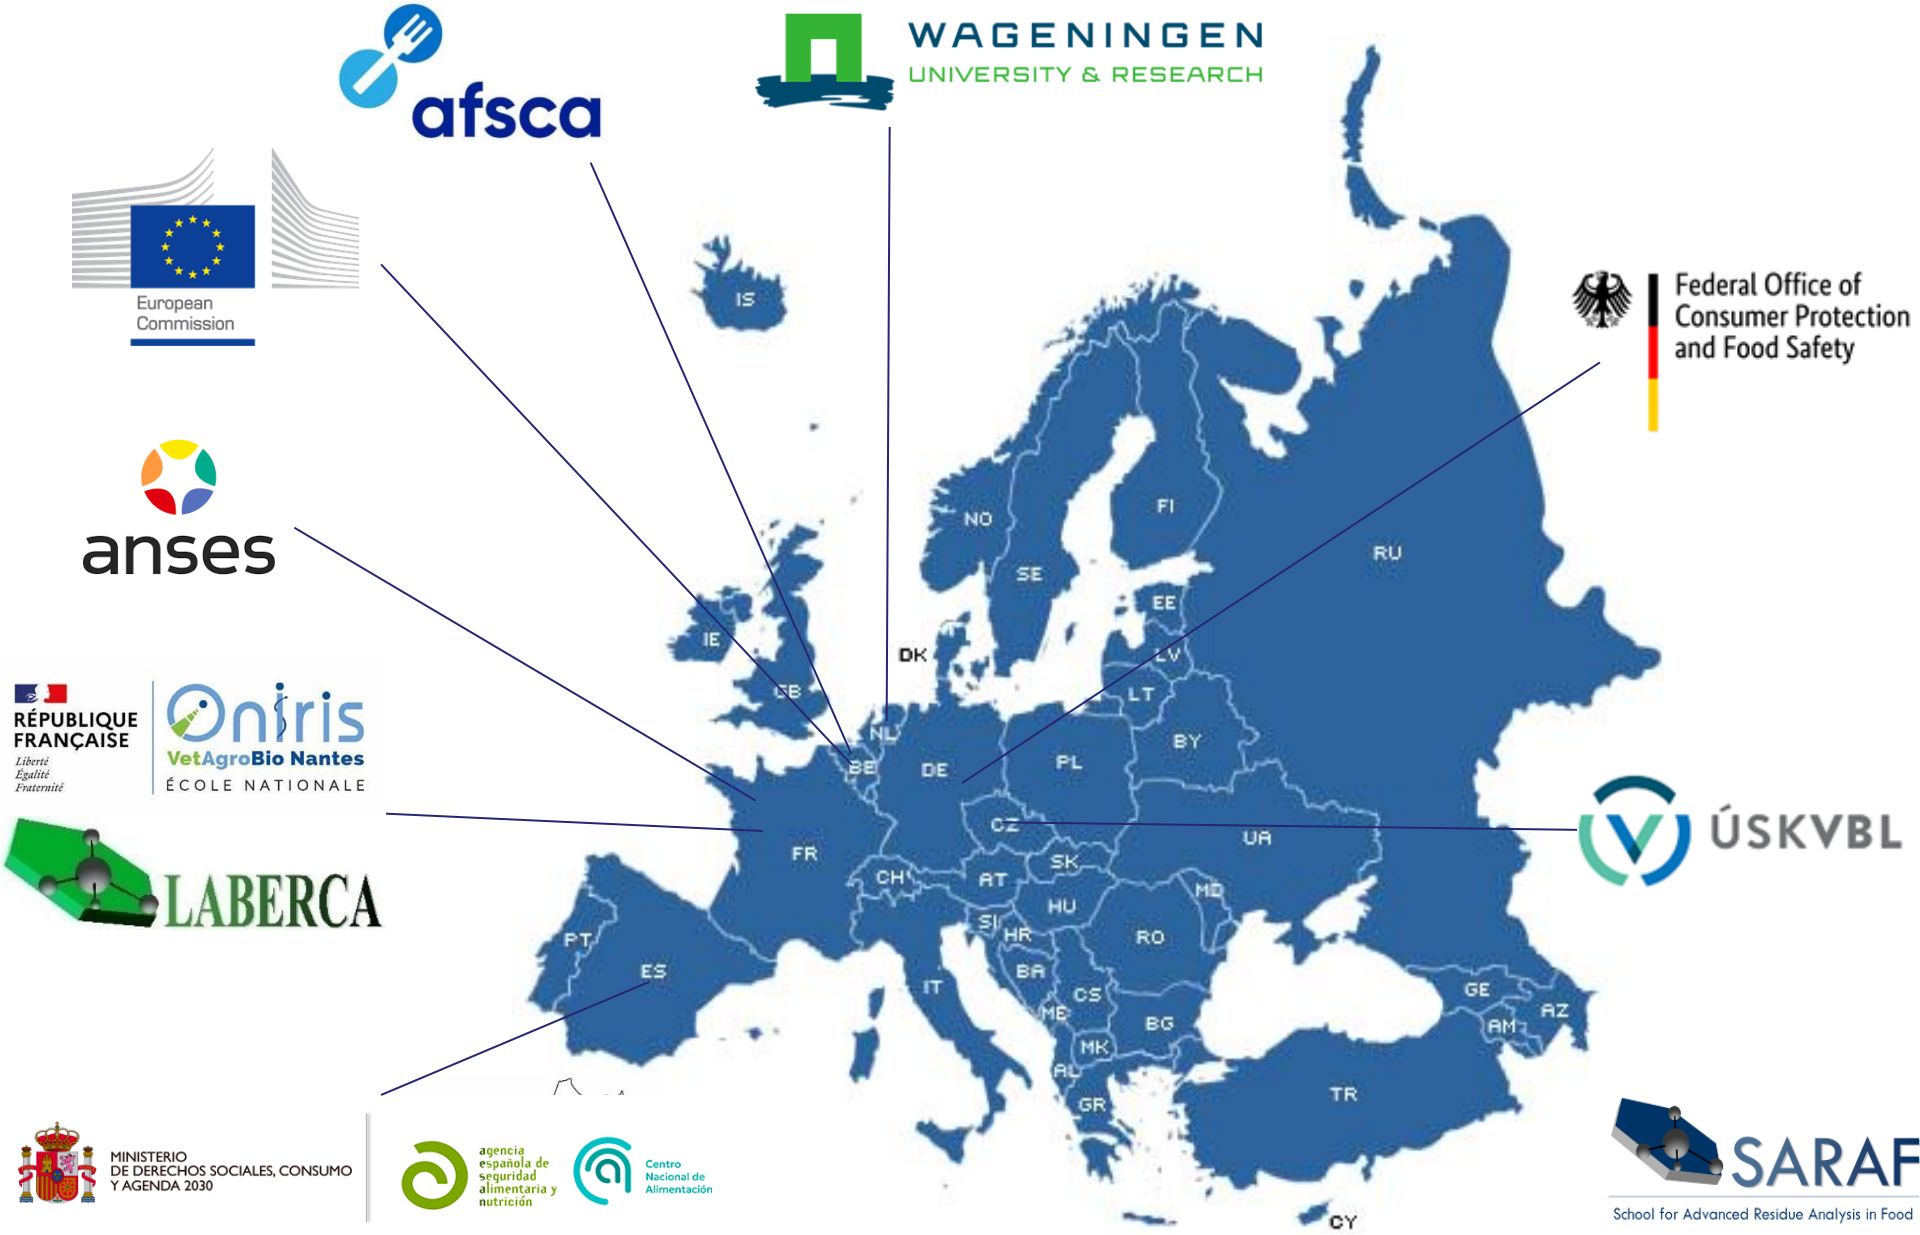 afsca
WAGENINGEN
UNIVERSITY & RESEARCH
European
Commission
Federal Office of
Consumer Protection
and Food Safety
anses
RÉPUBLIQUE
FRANÇAISE
Liberté
Égalité
Fraternité
Oniris
VetAgroBio Nantes
ÉCOLE NATIONALE
LABERCA
ÚSKVBL
IS
NO
FI
SE
RU
EE
IE
DK
LV
GB
LT
NL
BY
BE
DE
PL
CZ
UA
FR
SK
CH
AT
MD
HU
SI
HR
RO
PT
ES
BA
IT
CS
GE
ME
BG
AZ
AM
MK
AL
TR
GR
CY
MINISTERIO
DE DERECHOS SOCIALES, CONSUMO
Y AGENDA 2030
agencia
española de
seguridad
alimentaria y
nutrición
Centro
Nacional de
Alimentación
SARAF
School for Advanced Residue Analysis in Food